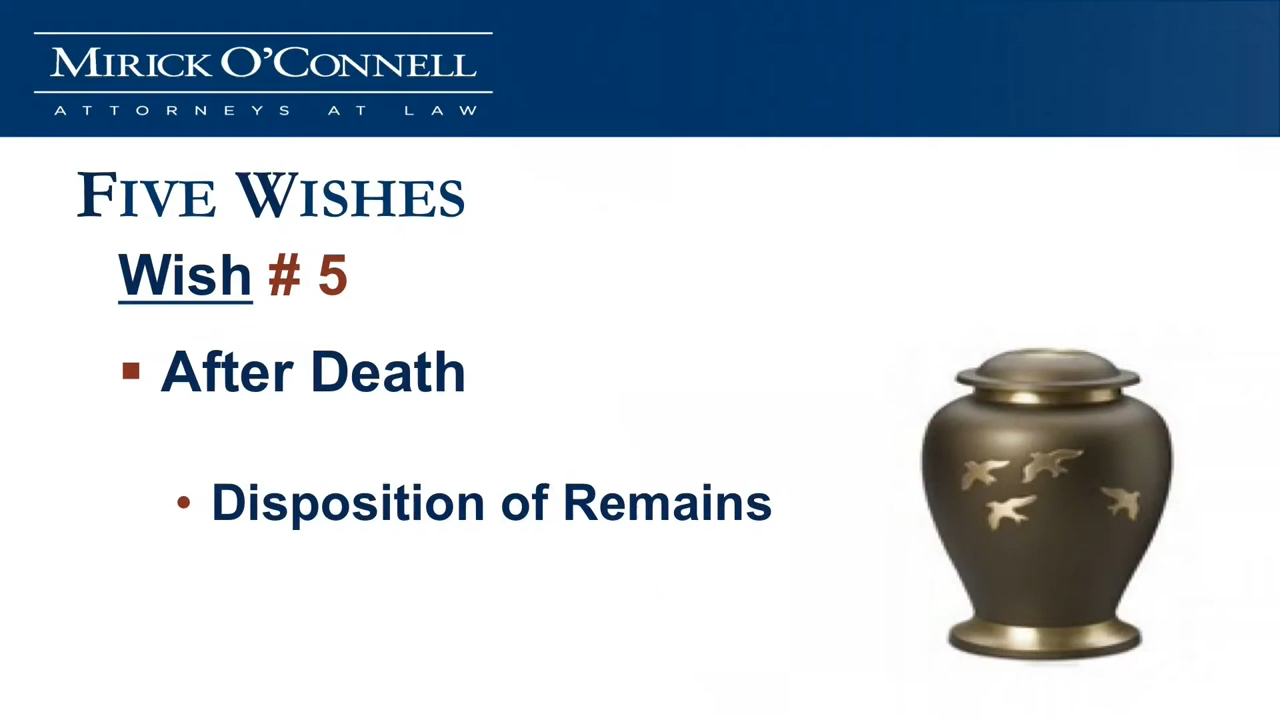 MIRICK O'CONNELL
ATTORNEYS AT LAW
FIVE WISHES
Wish # 5
▪ After Death
• Disposition of Remains